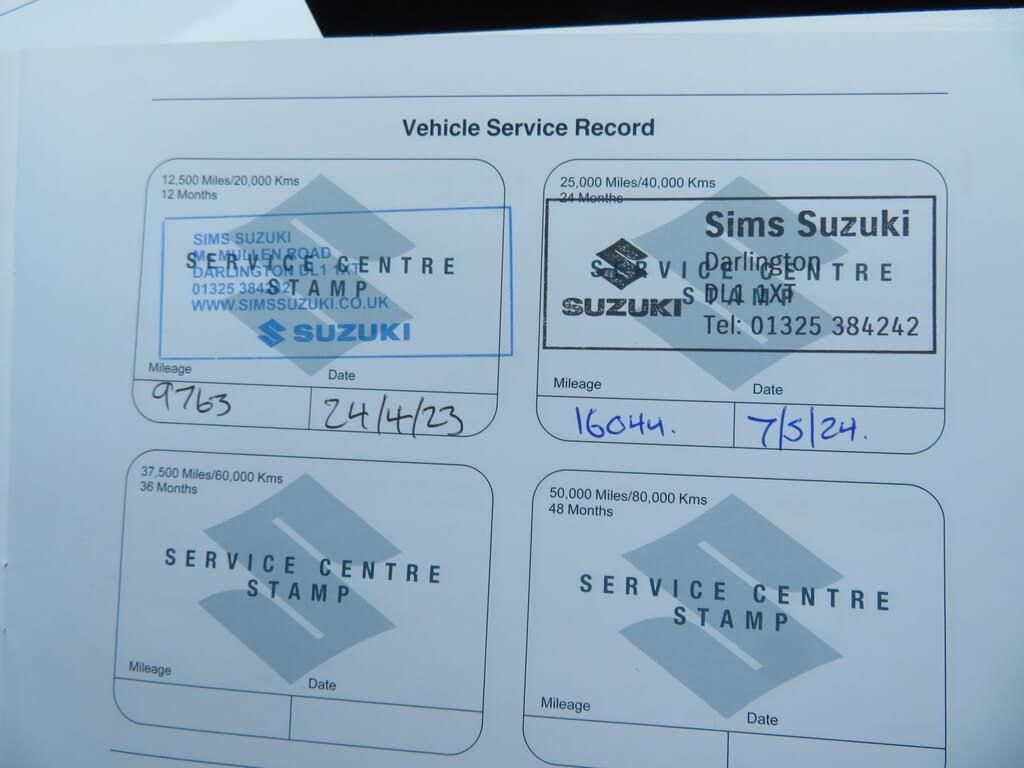 Vehicle Service Record
12,500 Miles/20,000 Kms
12 Months
SIMS SUZUKI
Mc MULLEN ROAD
SERVICE CENTRE
DARLINGTON DL1 1XT
STAMP
01325 384242
WWW.SIMSSUZUKI.CO.UK
SUZUKI
Mileage
Date
9763
24/4/23
25,000 Miles/40,000 Kms
24 Months
Sims Suzuki
Darlington
SERVICE CENTRE
DL1 1XT
STAMP
SUZUKI
Tel: 01325 384242
Mileage
Date
16044.
7/5/24.
37,500 Miles/60,000 Kms
36 Months
SERVICE CENTRE
STAMP
Mileage
Date
50,000 Miles/80,000 Kms
48 Months
SERVICE CENTRE
STAMP
Mileage
Date